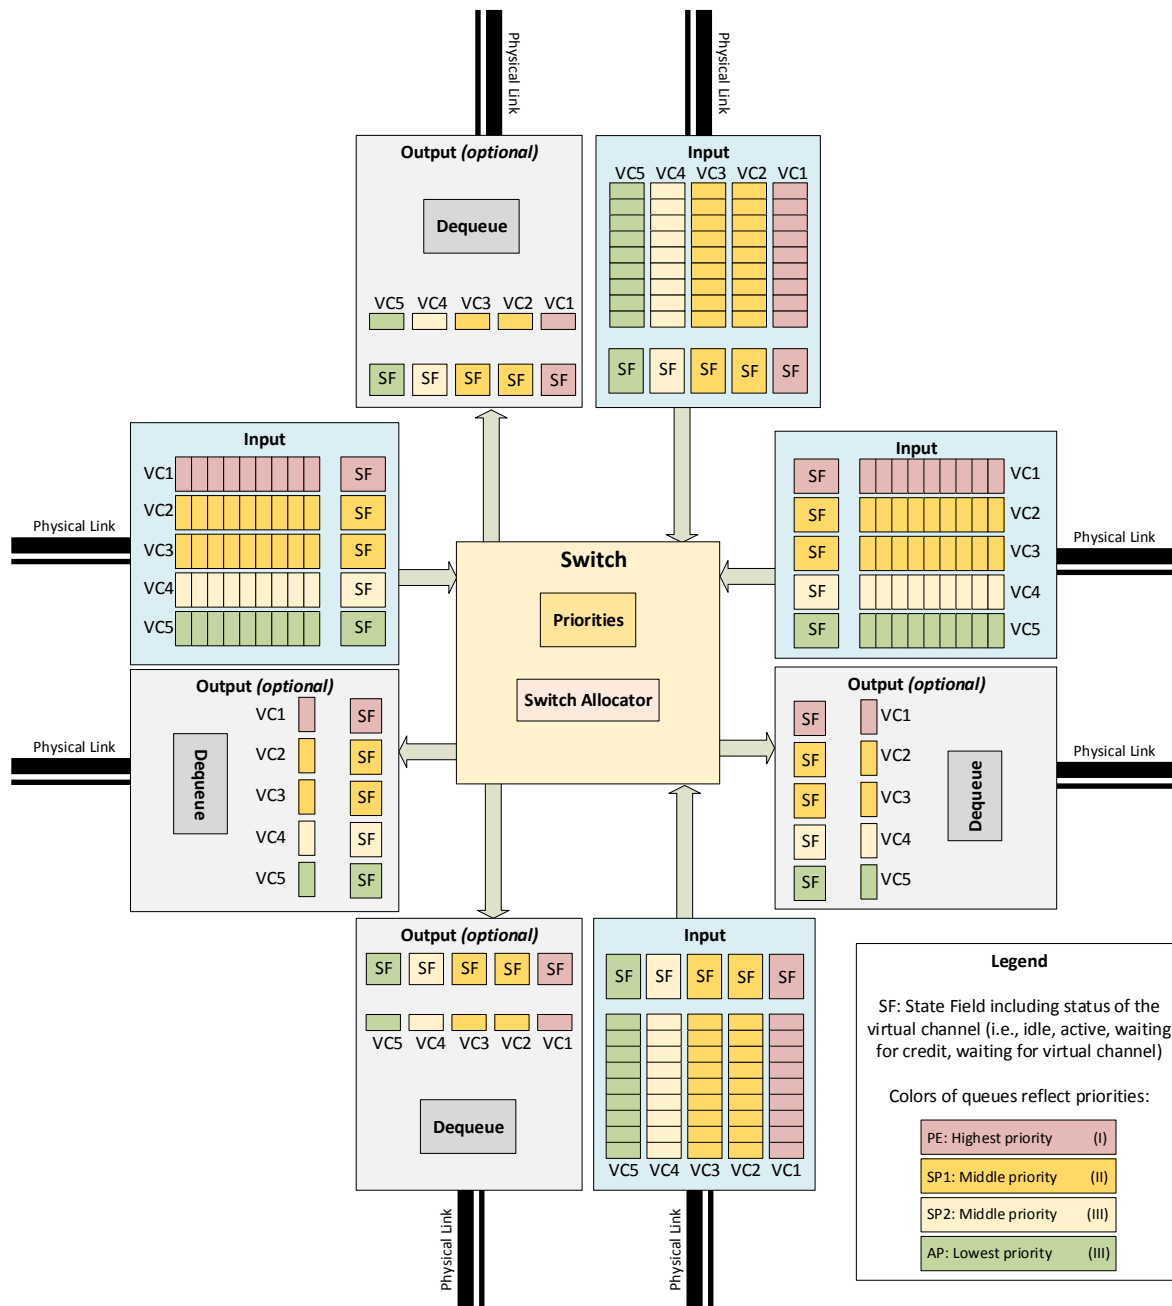 Physical Link
Physical Link
Output (optional)
Dequeue
VC5 VC4 VC3 VC2 VC1
SF SF SF SF SF
Input
VC5 VC4 VC3 VC2 VC1
SF SF SF SF SF
Input
VC1 SF
VC2 SF
VC3 SF
VC4 SF
VC5 SF
Physical Link
Switch
Priorities
Switch Allocator
Input
SF VC1
SF VC2
SF VC3
SF VC4
SF VC5
Physical Link
Output (optional)
VC1 SF
VC2 SF
VC3 SF
VC4 SF
VC5 SF
Dequeue
Physical Link
Output (optional)
SF VC1
SF VC2
SF VC3
SF VC4
SF VC5
Dequeue
Physical Link
Output (optional)
SF SF SF SF SF
VC5 VC4 VC3 VC2 VC1
Dequeue
Physical Link
Input
SF SF SF SF SF
VC5 VC4 VC3 VC2 VC1
Physical Link
Legend
SF: State Field including status of the
virtual channel (i.e., idle, active, waiting
for credit, waiting for virtual channel)
Colors of queues reflect priorities:
PE: Highest priority (I)
SP1: Middle priority (II)
SP2: Middle priority (III)
AP: Lowest priority (III)